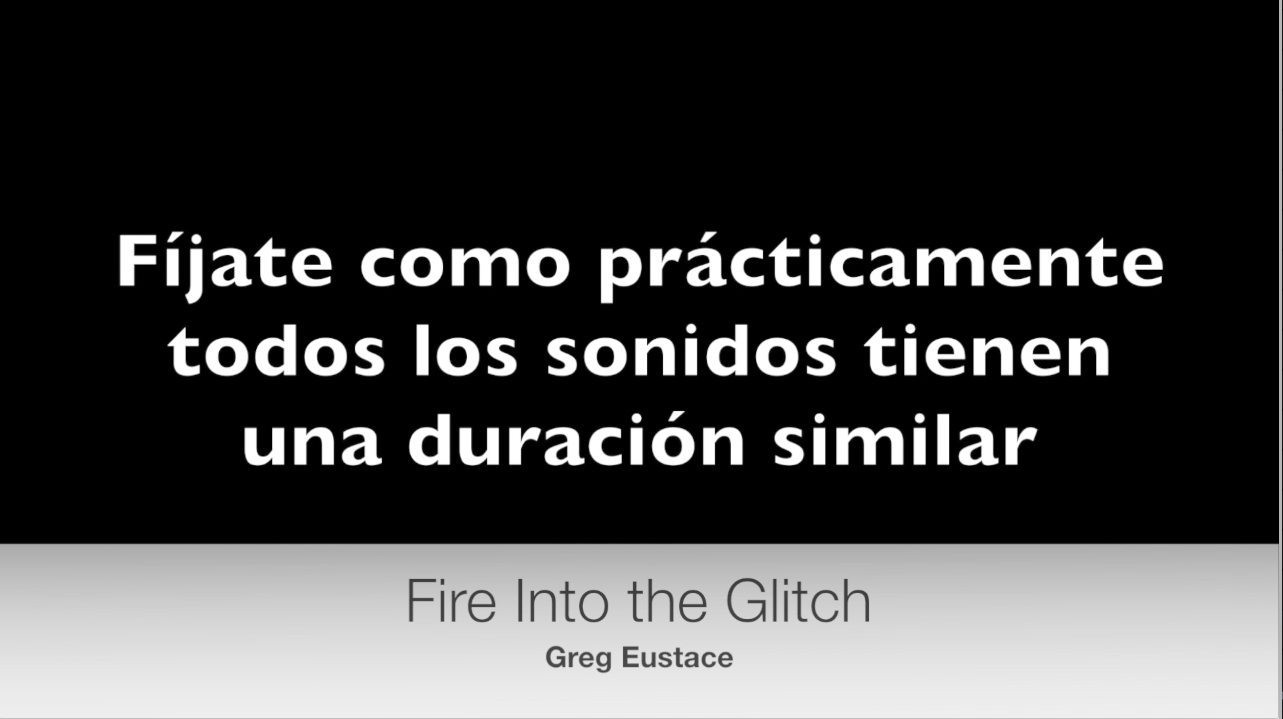 Fíjate como prácticamente
todos los sonidos tienen
una duración similar
Fire Into the Glitch
Greg Eustace